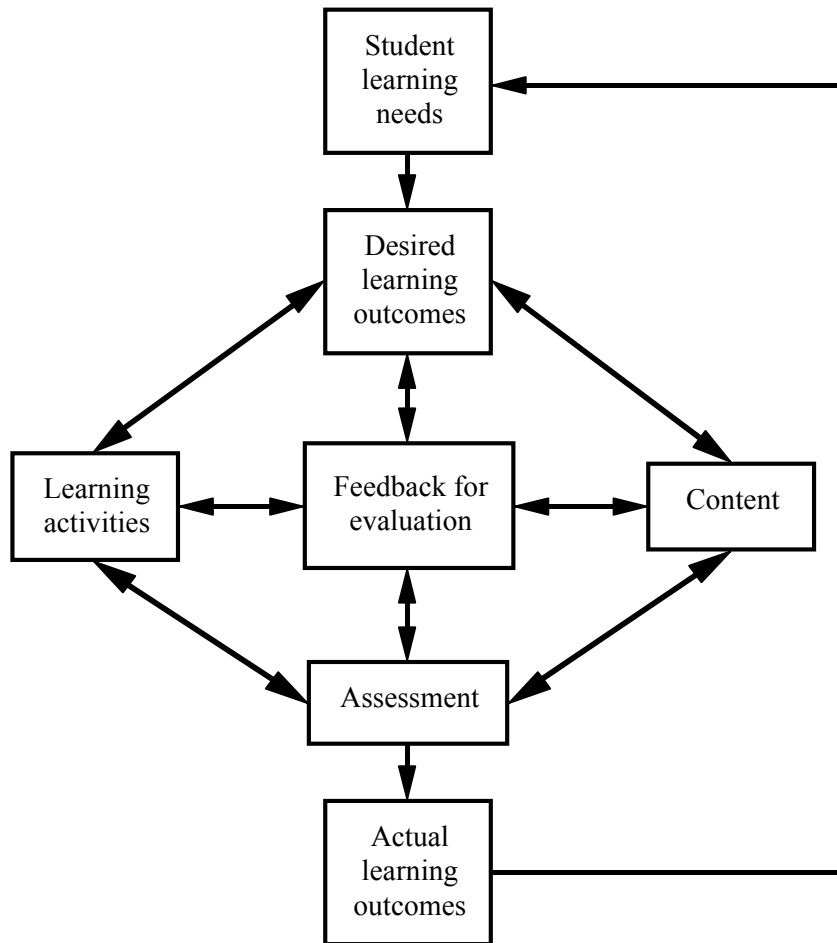 Student
learning
needs
Desired
learning
outcomes
Learning
activities
Feedback for
evaluation
Content
Assessment
Actual
learning
outcomes